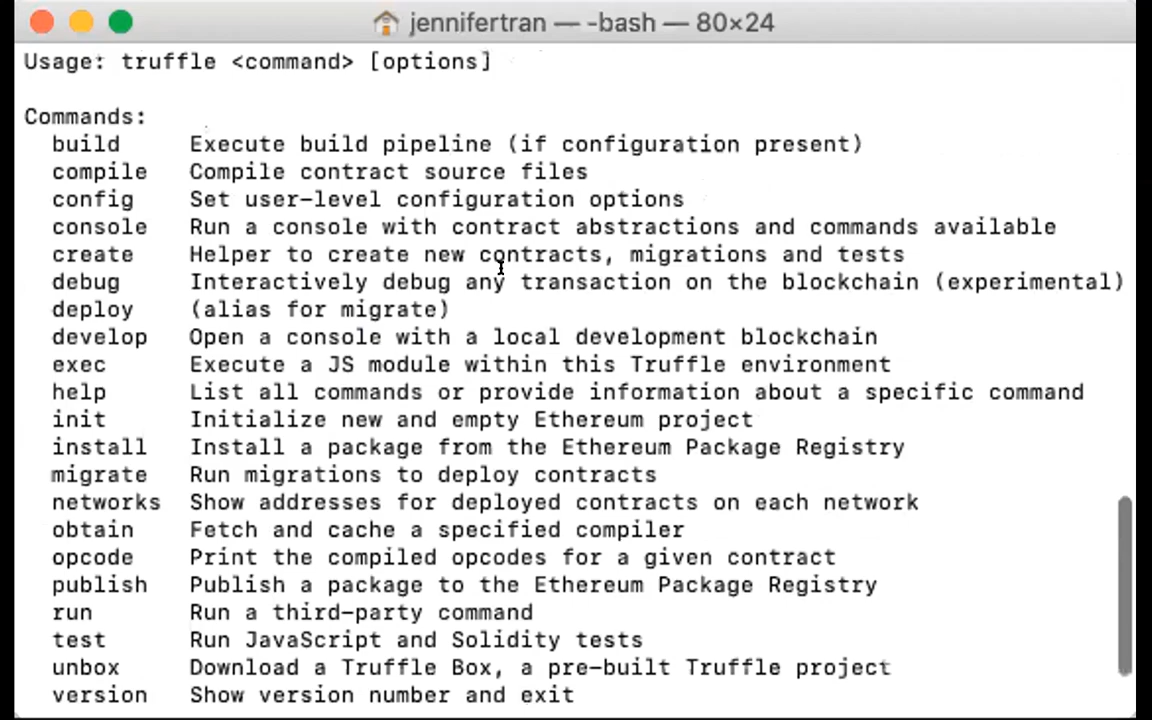 jennifertran — -bash — 80×24
Usage: truffle <command> [options]
Commands:
build Execute build pipeline (if configuration present)
compile Compile contract source files
config Set user-level configuration options
console Run a console with contract abstractions and commands available
create Helper to create new contracts, migrations and tests
debug Interactively debug any transaction on the blockchain (experimental)
deploy (alias for migrate)
develop Open a console with a local development blockchain
exec Execute a JS module within this Truffle environment
help List all commands or provide information about a specific command
init Initialize new and empty Ethereum project
install Install a package from the Ethereum Package Registry
migrate Run migrations to deploy contracts
networks Show addresses for deployed contracts on each network
obtain Fetch and cache a specified compiler
opcode Print the compiled opcodes for a given contract
publish Publish a package to the Ethereum Package Registry
run Run a third-party command
test Run JavaScript and Solidity tests
unbox Download a Truffle Box, a pre-built Truffle project
version Show version number and exit